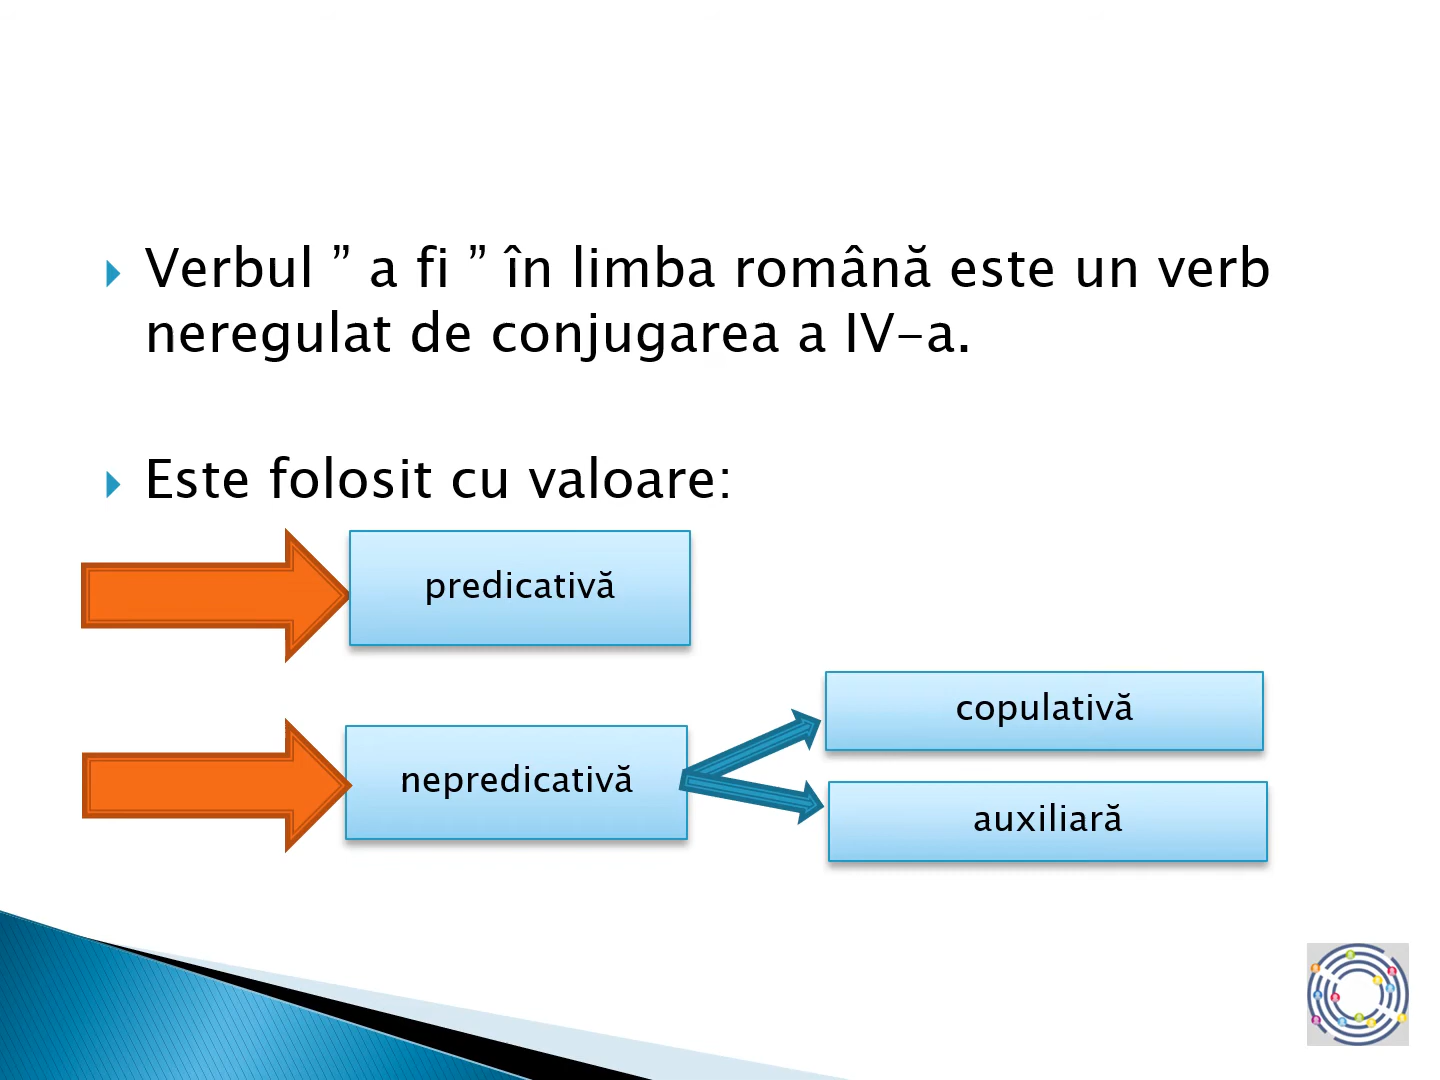 Verbul ” a fi ” în limba română este un verb
neregulat de conjugarea a IV-a.
Este folosit cu valoare:
predicativă
nepredicativă
copulativă
auxiliară